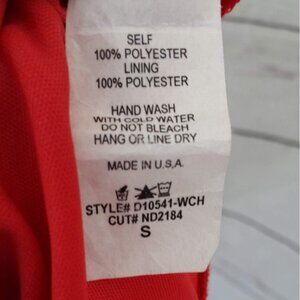 SELF
100% POLYESTER
LINING
100% POLYESTER
HAND WASH
WITH COLD WATER
DO NOT BLEACH
HANG OR LINE DRY
MADE IN U.S.A.
STYLE# D10541-WCH
CUT# ND2184
S